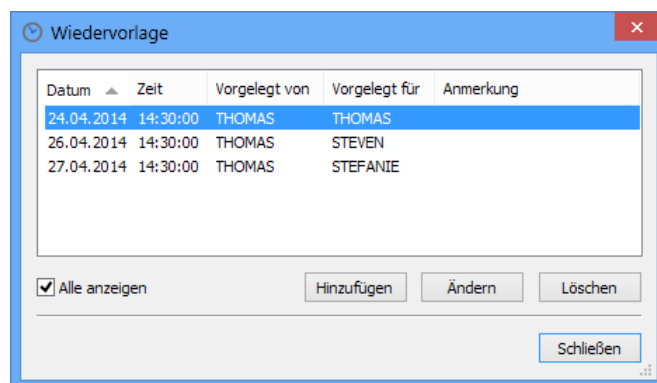 Wiedervorlage
Datum Zeit Vorgelegt von Vorgelegt für Anmerkung
24.04.2014 14:30:00 THOMAS THOMAS
26.04.2014 14:30:00 THOMAS STEVEN
27.04.2014 14:30:00 THOMAS STEFANIE
Alle anzeigen Hinzufügen Ändern Löschen
Schließen